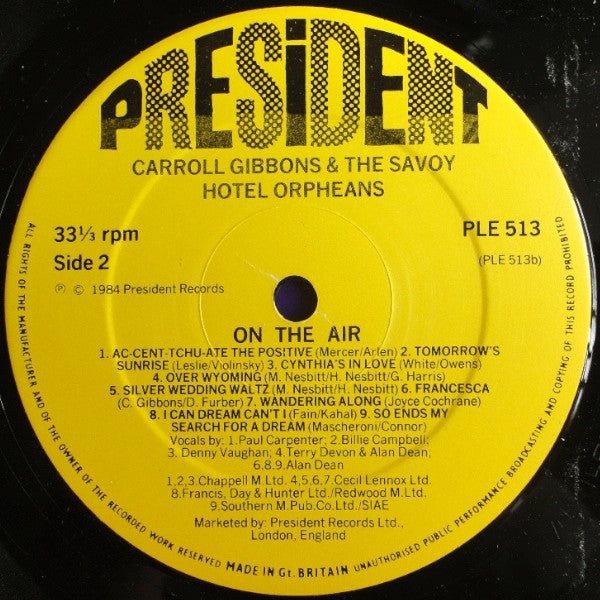 PRESiDENT
CARROLL GIBBONS & THE SAVOY
HOTEL ORPHEANS
33⅓ rpm
PLE 513
Side 2
(PLE 513b)
℗ © 1984 President Records
ON THE AIR
1. AC-CENT-TCHU-ATE THE POSITIVE (Mercer/Arlen) 2. TOMORROW'S
SUNRISE (Leslie/Violinsky) 3. CYNTHIA'S IN LOVE (White/Owens)
4. OVER WYOMING (M. Nesbitt/H. Nesbitt/G. Harris)
5. SILVER WEDDING WALTZ (M. Nesbitt/H. Nesbitt) 6. FRANCESCA
(C. Gibbons/D. Furber) 7. WANDERING ALONG (Joyce Cochrane)
8. I CAN DREAM CAN'T I (Fain/Kahal) 9. SO ENDS MY
SEARCH FOR A DREAM (Mascheroni/Connor)
Vocals by: 1. Paul Carpenter; 2. Billie Campbell;
3. Denny Vaughan; 4. Terry Devon & Alan Dean,
6.8.9. Alan Dean
1,2,3. Chappell M. Ltd. 4,5,6,7. Cecil Lennox Ltd.
8. Francis, Day & Hunter Ltd./Redwood M. Ltd.
9. Southern M. Pub. Co. Ltd./SIAE
Marketed by: President Records Ltd.,
London, England
ALL RIGHTS OF THE MANUFACTURER AND OF THE OWNER OF THE RECORDED WORK RESERVED MADE IN Gt. BRITAIN UNAUTHORISED PUBLIC PERFORMANCE BROADCASTING AND COPYING OF THIS RECORD PROHIBITED